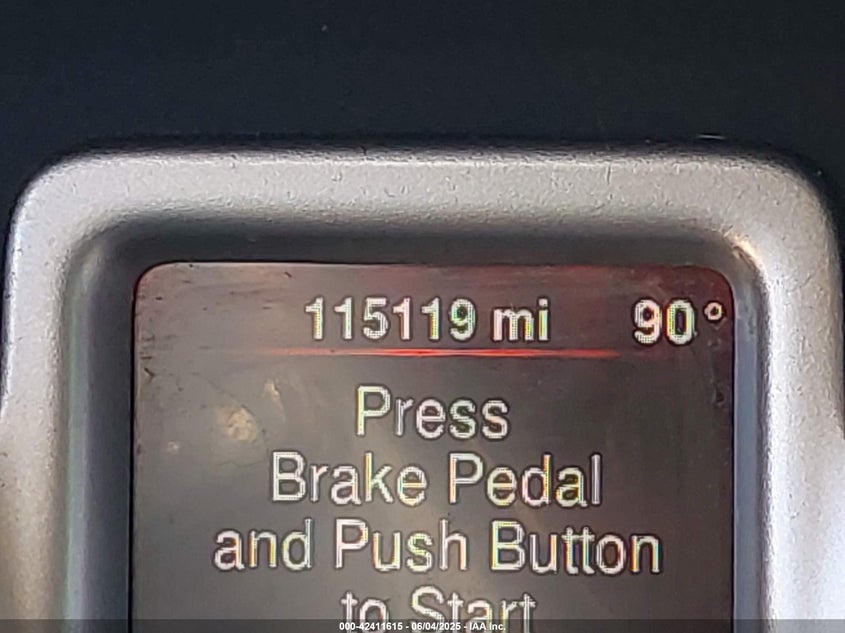 115119 mi 90°
Press
Brake Pedal
and Push Button
to Start
000-42411615 - 06/04/2025 - IAA Inc.